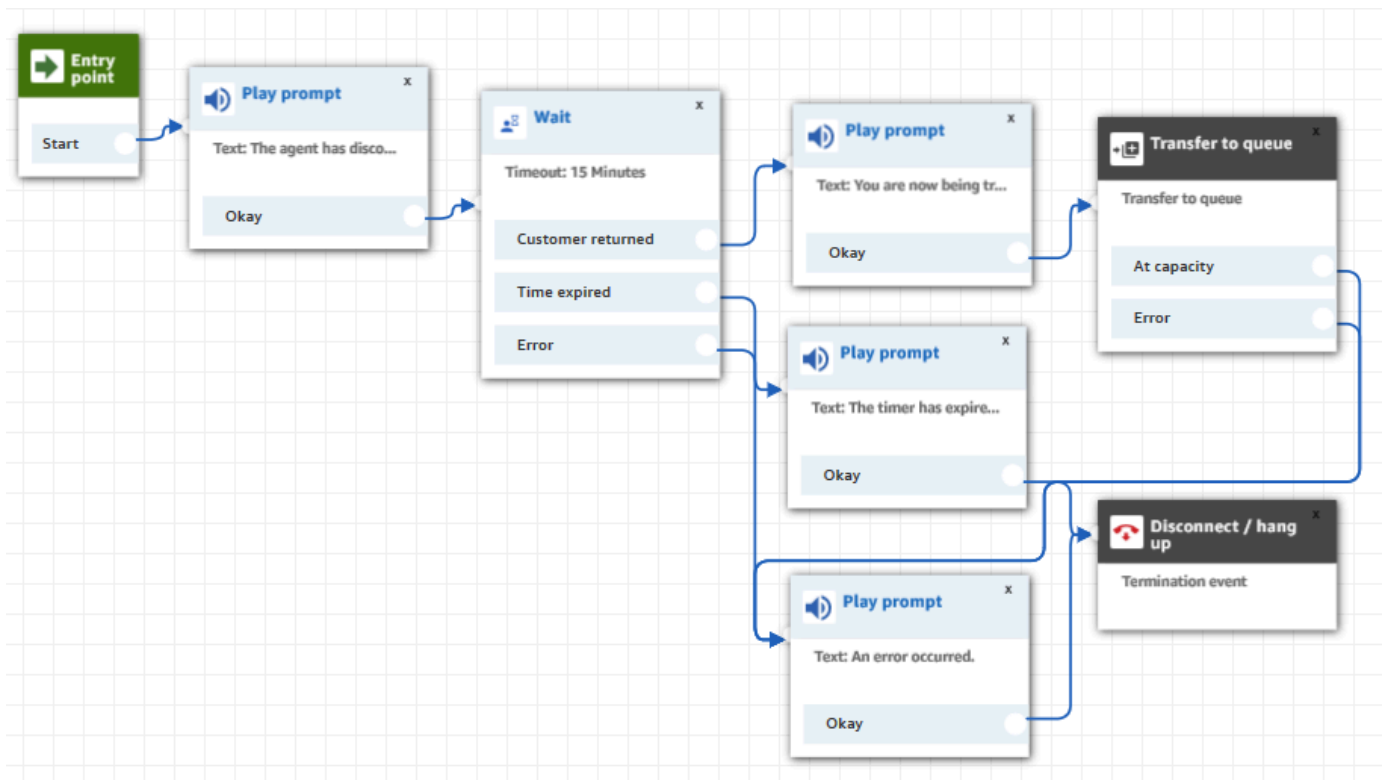 Entry
point
Start
x
Play prompt
Text: The agent has disco...
Okay
x
Wait
Timeout: 15 Minutes
Customer returned
Time expired
Error
x
Play prompt
Text: You are now being tr...
Okay
x
Transfer to queue
Transfer to queue
At capacity
Error
x
Play prompt
Text: The timer has expire...
Okay
x
Disconnect / hang
up
Termination event
x
Play prompt
Text: An error occurred.
Okay